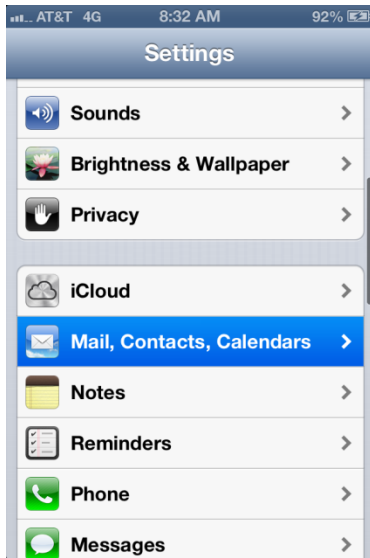 AT&T 4G 8:32 AM 92%
Settings
Sounds
Brightness & Wallpaper
Privacy
iCloud
Mail, Contacts, Calendars
Notes
Reminders
Phone
Messages